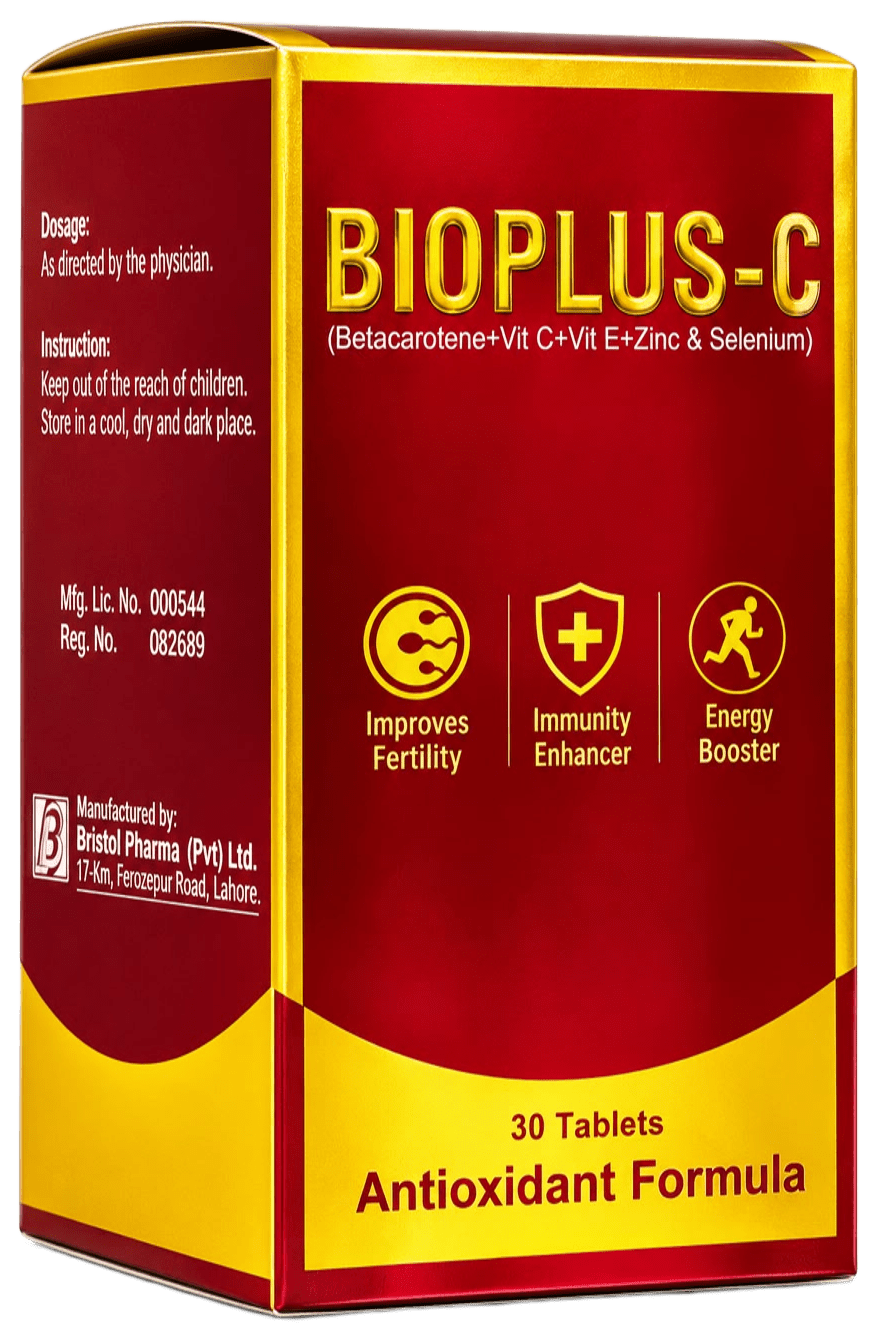 Dosage:
As directed by the physician.
Instruction:
Keep out of the reach of children.
Store in a cool, dry and dark place.
Mfg. Lic. No. 000544
Reg. No. 082689
Manufactured by:
Bristol Pharma (Pvt) Ltd.
17-Km, Ferozepur Road, Lahore.
BIOPLUS-C
(Betacarotene+Vit C+Vit E+Zinc & Selenium)
Improves
Fertility
Immunity
Enhancer
Energy
Booster
30 Tablets
Antioxidant Formula